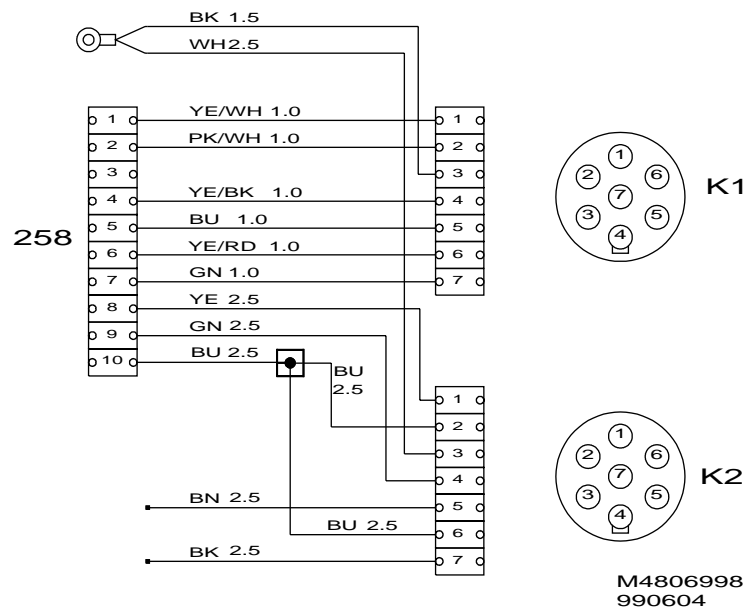 BK 1.5
WH2.5
1 YE/WH 1.0 1
2 PK/WH 1.0 2
3 3
4 YE/BK 1.0 4
5 BU 1.0 5
6 YE/RD 1.0 6
7 GN 1.0 7
8 YE 2.5
9 GN 2.5
10 BU 2.5
258
BU
2.5
1
2
3
4
BN 2.5 5
BU 2.5 6
BK 2.5 7
1
2 6
7
3 5
4
K1
1
2 6
7
3 5
4
K2
M4806998
990604